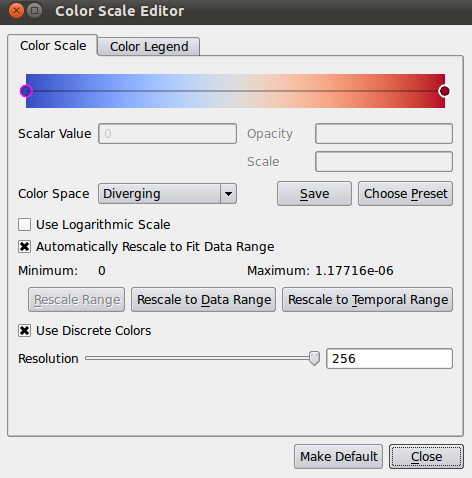 Color Scale Editor
Color Scale
Color Legend
Scalar Value 0 Opacity
Scale
Color Space Diverging Save Choose Preset
Use Logarithmic Scale
Automatically Rescale to Fit Data Range
Minimum: 0 Maximum: 1.17716e-06
Rescale Range Rescale to Data Range Rescale to Temporal Range
Use Discrete Colors
Resolution 256
Make Default Close